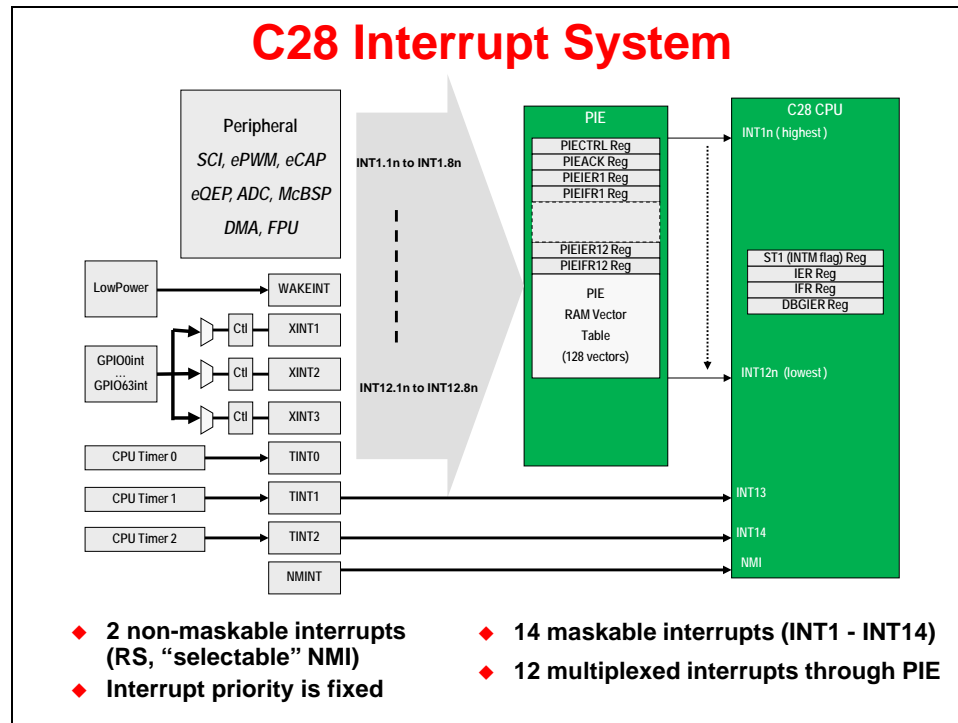 C28 Interrupt System
Peripheral
SCI, ePWM, eCAP
eQEP, ADC, McBSP
DMA, FPU
LowPower
WAKEINT
GPIO0int
...
GPIO63int
Ctl
XINT1
Ctl
XINT2
Ctl
XINT3
CPU Timer 0
TINT0
CPU Timer 1
TINT1
CPU Timer 2
TINT2
NMINT
INT1.1n to INT1.8n
INT12.1n to INT12.8n
PIE
PIECTRL Reg
PIEACK Reg
PIEIER1 Reg
PIEIFR1 Reg
PIEIER12 Reg
PIEIFR12 Reg
PIE
RAM Vector
Table
(128 vectors)
C28 CPU
INT1n ( highest )
ST1 (INTM flag) Reg
IER Reg
IFR Reg
DBGIER Reg
INT12n (lowest )
INT13
INT14
NMI
2 non-maskable interrupts
(RS, “selectable” NMI)
Interrupt priority is fixed
14 maskable interrupts (INT1 - INT14)
12 multiplexed interrupts through PIE